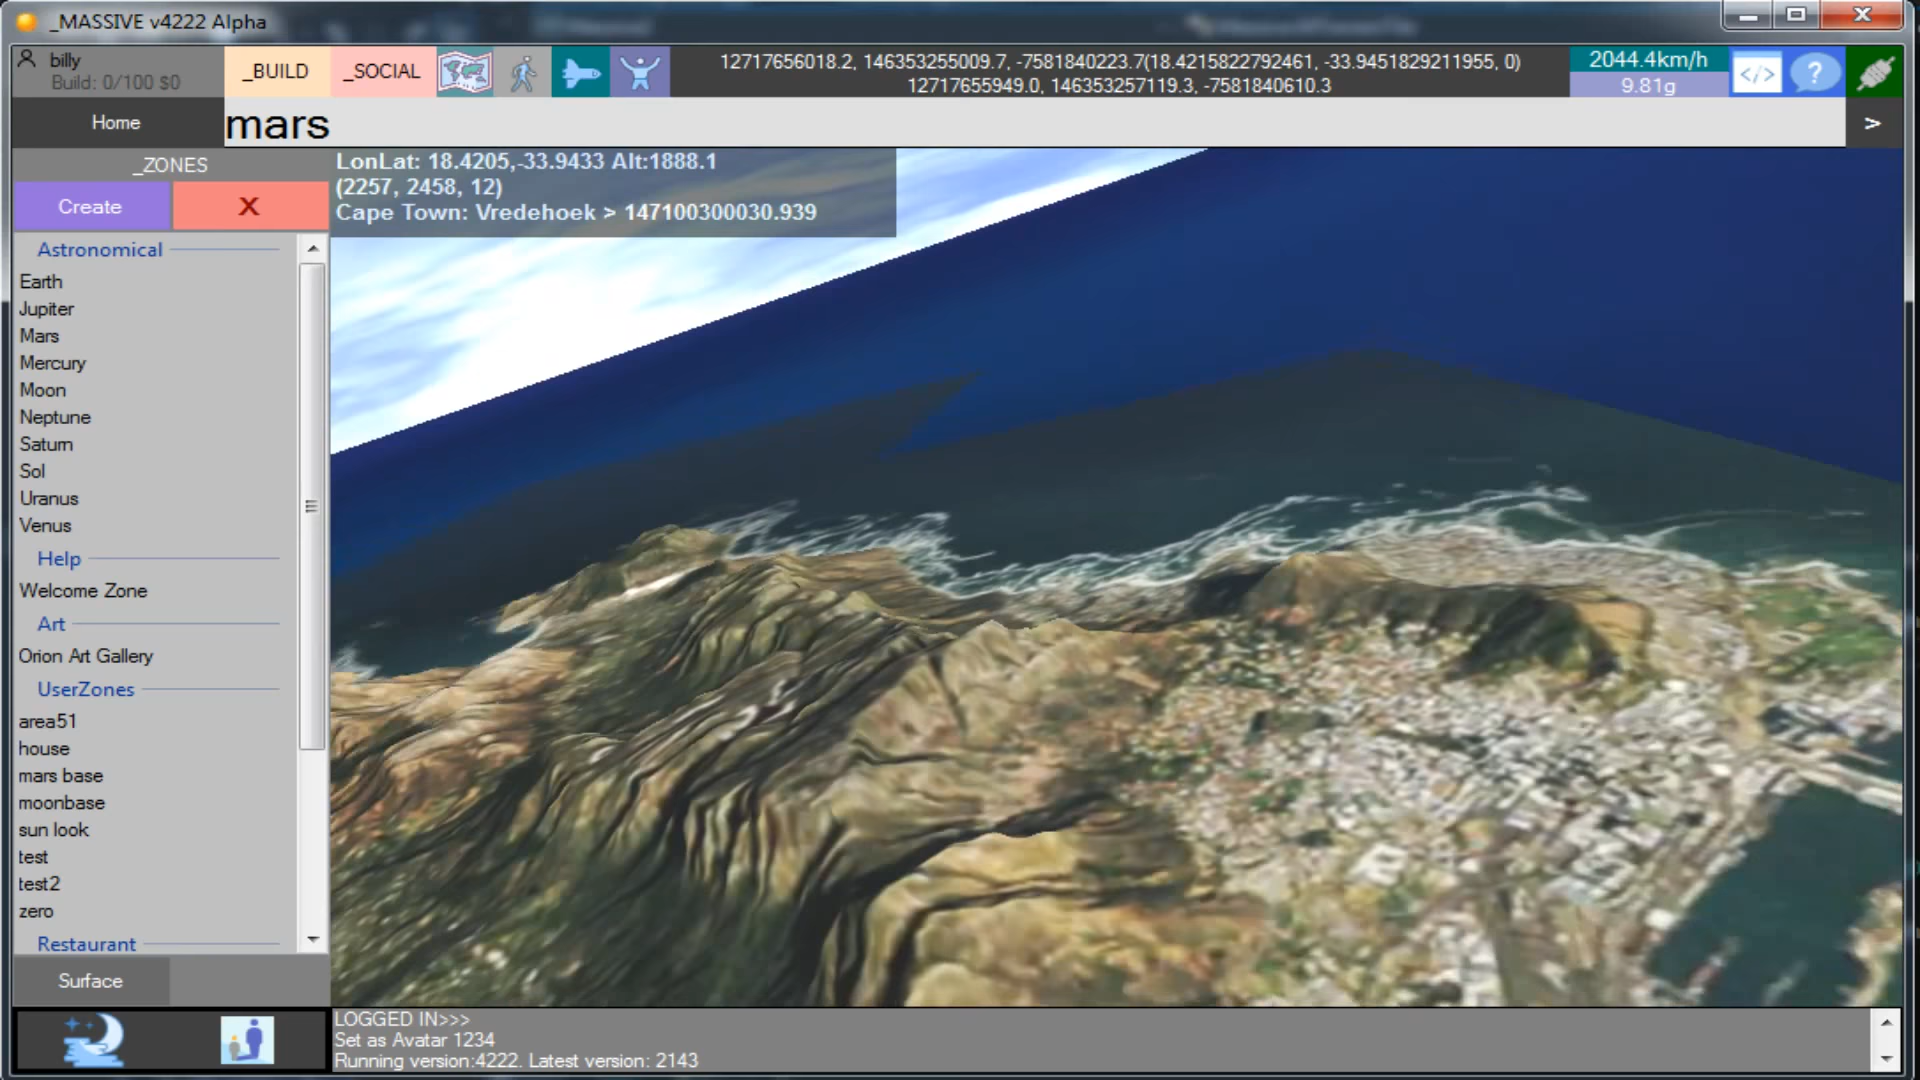 _MASSIVE v4222 Alpha
billy
Build: 0/100 $0
_BUILD
_SOCIAL
12717656018.2, 146353255009.7, -7581840223.7(18.4215822792461, -33.9451829211955, 0)
12717655949.0, 146353257119.3, -7581840610.3
2044.4km/h
9.81g
</>
?
Home
mars
>
_ZONES
Create
X
LonLat: 18.4205,-33.9433 Alt:1888.1
(2257, 2458, 12)
Cape Town: Vredehoek > 147100300030.939
Astronomical
Earth
Jupiter
Mars
Mercury
Moon
Neptune
Saturn
Sol
Uranus
Venus
Help
Welcome Zone
Art
Orion Art Gallery
UserZones
area51
house
mars base
moonbase
sun look
test
test2
zero
Restaurant
Surface
LOGGED IN>>>
Set as Avatar 1234
Running version:4222. Latest version: 2143